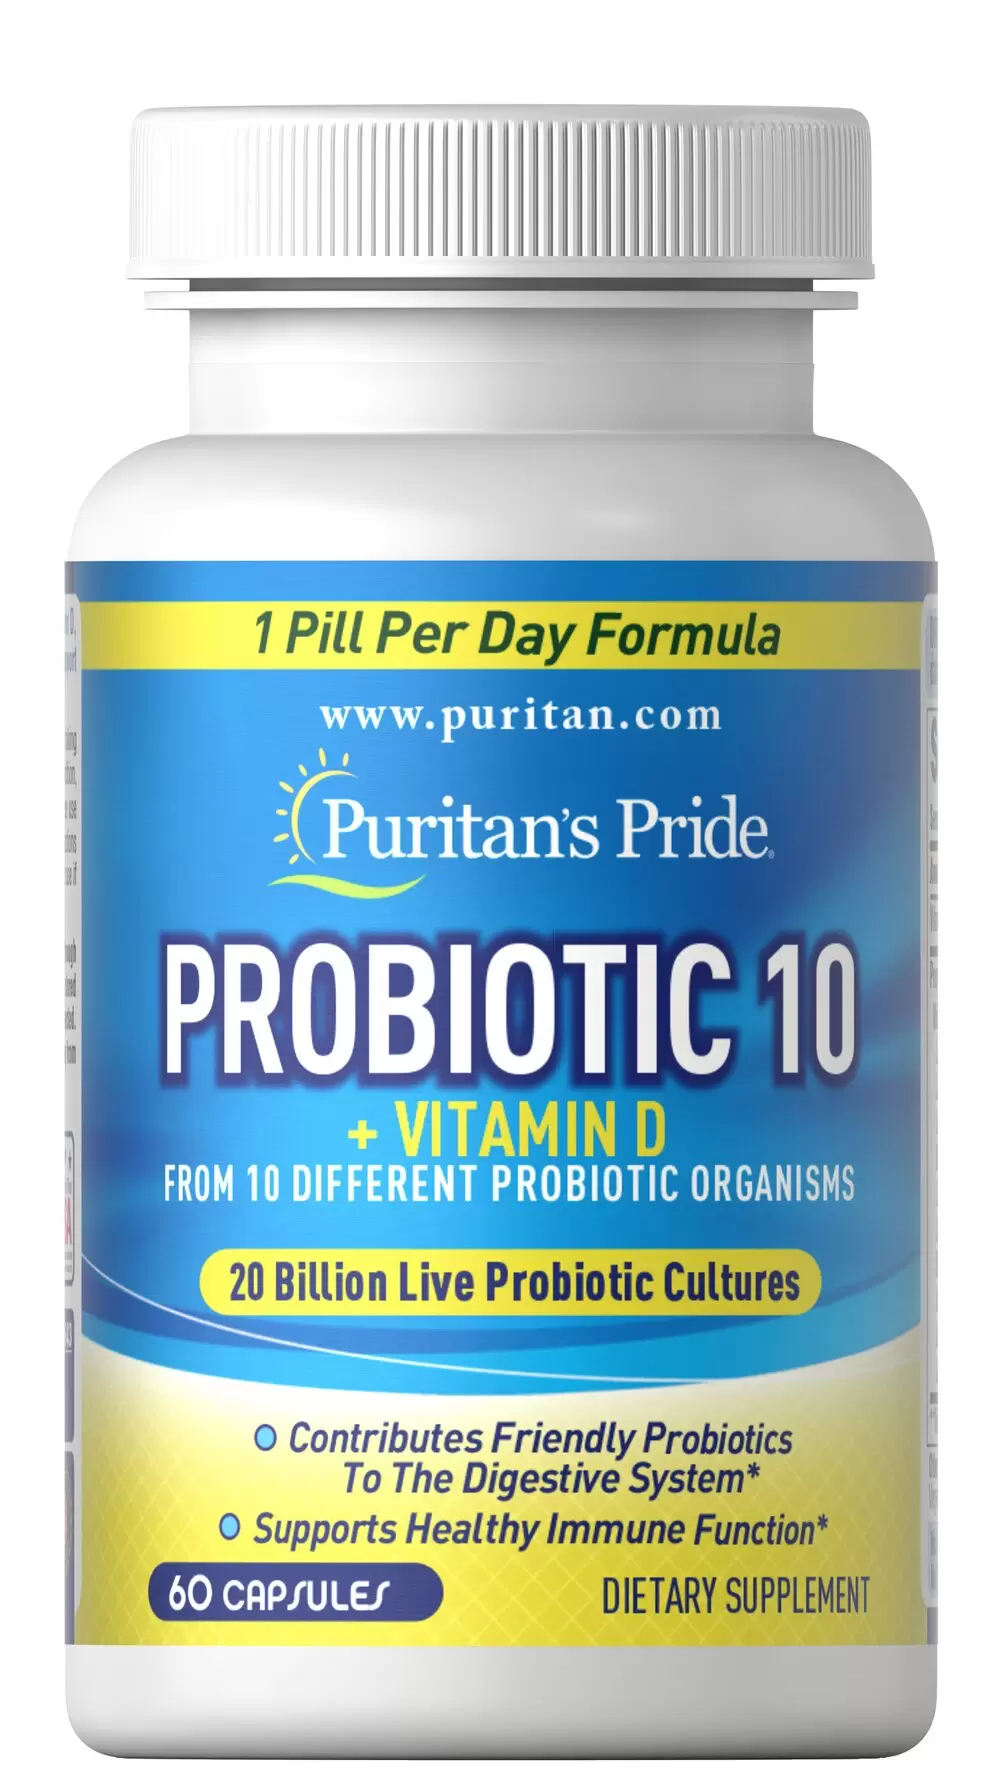 1 Pill Per Day Formula
www.puritan.com
Puritan's Pride®
PROBIOTIC 10
+ VITAMIN D
FROM 10 DIFFERENT PROBIOTIC ORGANISMS
20 Billion Live Probiotic Cultures
Contributes Friendly Probiotics
To The Digestive System*
Supports Healthy Immune Function*
60 CAPSULES
DIETARY SUPPLEMENT